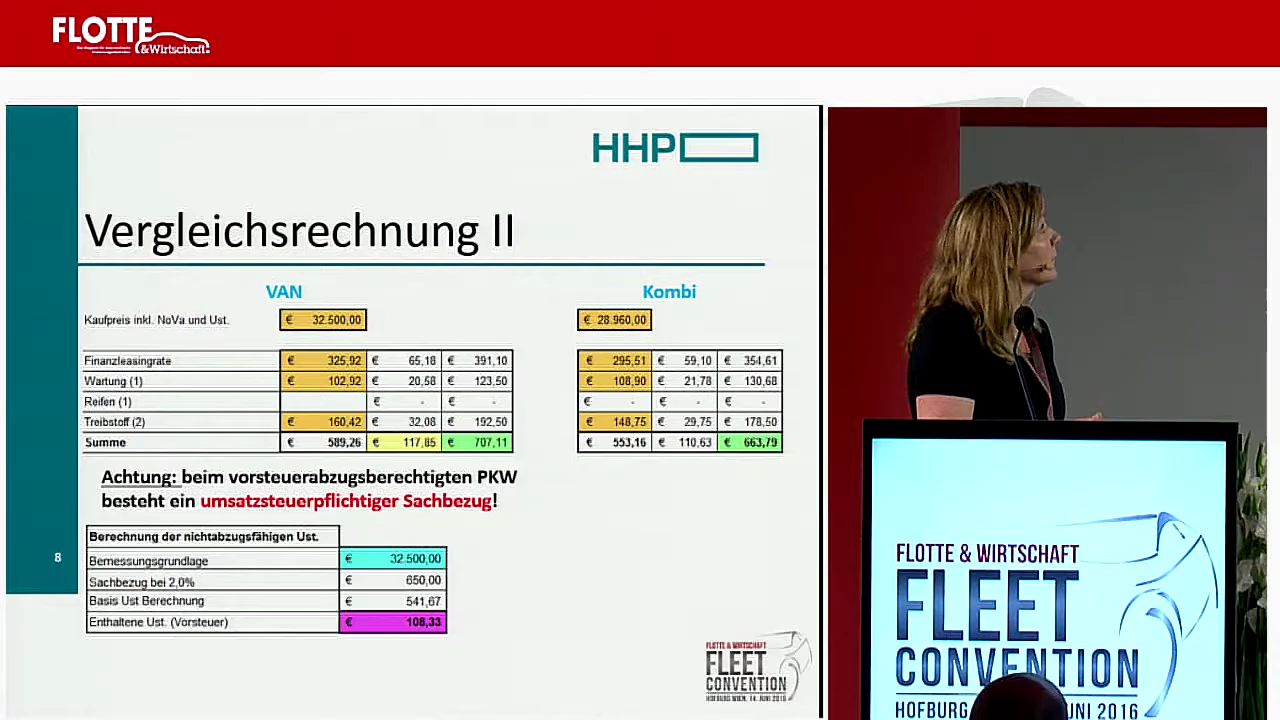 FLOTTE
&Wirtschaft
HHP
Vergleichsrechnung II
VAN
Kombi
Kaufpreis inkl. NoVa und Ust. € 32.500,00 € 28.960,00
Finanzleasingrate € 325,92 € 65,18 € 391,10 € 295,51 € 59,10 € 354,61
Wartung (1) € 102,92 € 20,58 € 123,50 € 108,90 € 21,78 € 130,68
Reifen (1) € - € - € - € - € -
Treibstoff (2) € 160,42 € 32,08 € 192,50 € 148,75 € 29,75 € 178,50
Summe € 589,26 € 117,85 € 707,11 € 553,16 € 110,63 € 663,79
Achtung: beim vorsteuerabzugsberechtigten PKW
besteht ein umsatzsteuerpflichtiger Sachbezug!
Berechnung der nichtabzugsfähigen Ust.
Bemessungsgrundlage € 32.500,00
Sachbezug bei 2,0% € 650,00
Basis Ust Berechnung € 541,67
Enthaltene Ust. (Vorsteuer) € 108,33
8
FLOTTE & WIRTSCHAFT
FLEET
CONVENTION
HOFBURG WIEN, 14. JUNI 2016
FLOTTE & WIRTSCHAFT
FLEET
CONVENTION
HOFBURG UNI 2016